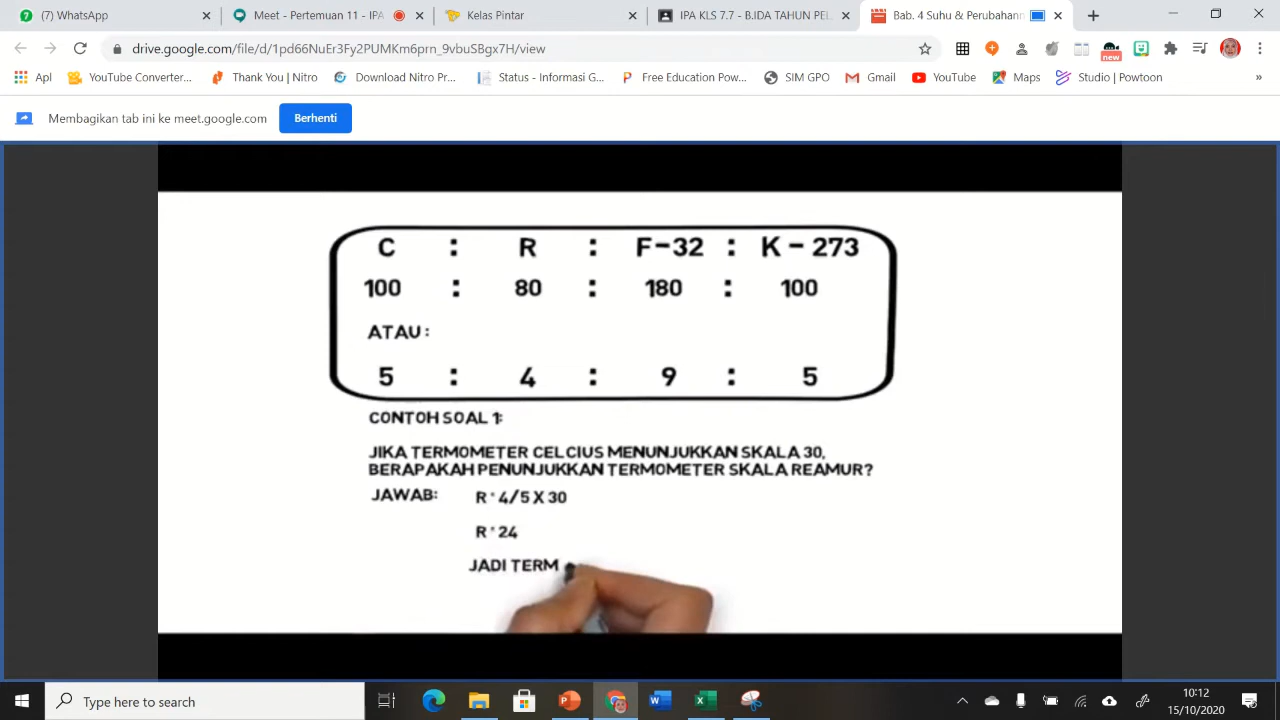 (7) WhatsApp
Meet - Pertemuan 11 - IPA
Kelas Pintar
IPA KLS 7.7 - B.IDA TAHUN PEL
Bab. 4 Suhu & Perubahann
drive.google.com/file/d/1pd66NuEr3Fy2PUMKm6prn_9vbuSBgx7H/view
new
Apl
YouTube Converter...
Thank You | Nitro
Download Nitro Pr...
Status - Informasi G...
Free Education Pow...
SIM GPO
Gmail
YouTube
Maps
Studio | Powtoon
»
Membagikan tab ini ke meet.google.com
Berhenti
C : R : F-32 : K - 273
100 : 80 : 180 : 100
ATAU :
5 : 4 : 9 : 5
CONTOH SOAL 1:
JIKA TERMOMETER CELCIUS MENUNJUKKAN SKALA 30,
BERAPAKAH PENUNJUKKAN TERMOMETER SKALA REAMUR?
JAWAB: R = 4/5 X 30
R = 24
JADI TERM
Type here to search
10:12
15/10/2020